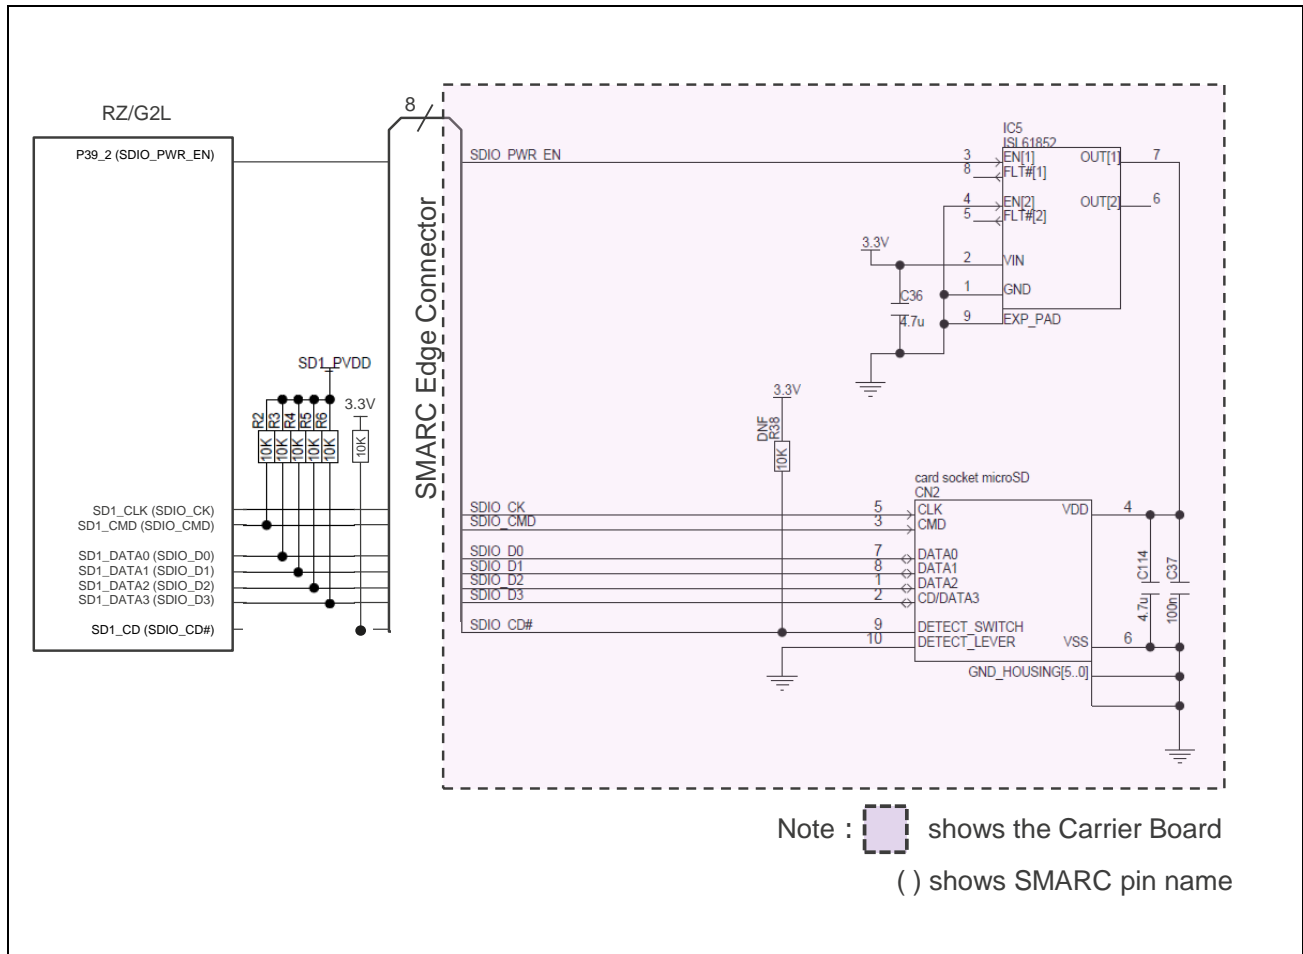 RZ/G2L
8
P39_2 (SDIO_PWR_EN)
SDIO_PWR_EN
IC5
ISL61852
3
EN[1]
OUT[1]
7
8
FLT#[1]
4
EN[2]
OUT[2]
6
5
FLT#[2]
3.3V
2
VIN
1
GND
C36
4.7u
9
EXP_PAD
SMARC Edge Connector
SD1_PVDD
3.3V
R2
R3
R4
R5
R6
10K
10K
10K
10K
10K
10K
3.3V
DNF
R38
10K
card socket microSD
CN2
SD1_CLK (SDIO_CK)
SDIO_CK
5
CLK
VDD
4
SD1_CMD (SDIO_CMD)
SDIO_CMD
3
CMD
SD1_DATA0 (SDIO_D0)
SDIO_D0
7
DATA0
SD1_DATA1 (SDIO_D1)
SDIO_D1
8
DATA1
SD1_DATA2 (SDIO_D2)
SDIO_D2
1
DATA2
SD1_DATA3 (SDIO_D3)
SDIO_D3
2
CD/DATA3
C114
4.7u
C37
100n
SD1_CD (SDIO_CD#)
SDIO_CD#
9
DETECT_SWITCH
10
DETECT_LEVER
VSS
6
GND_HOUSING[5..0]
Note : shows the Carrier Board
( ) shows SMARC pin name